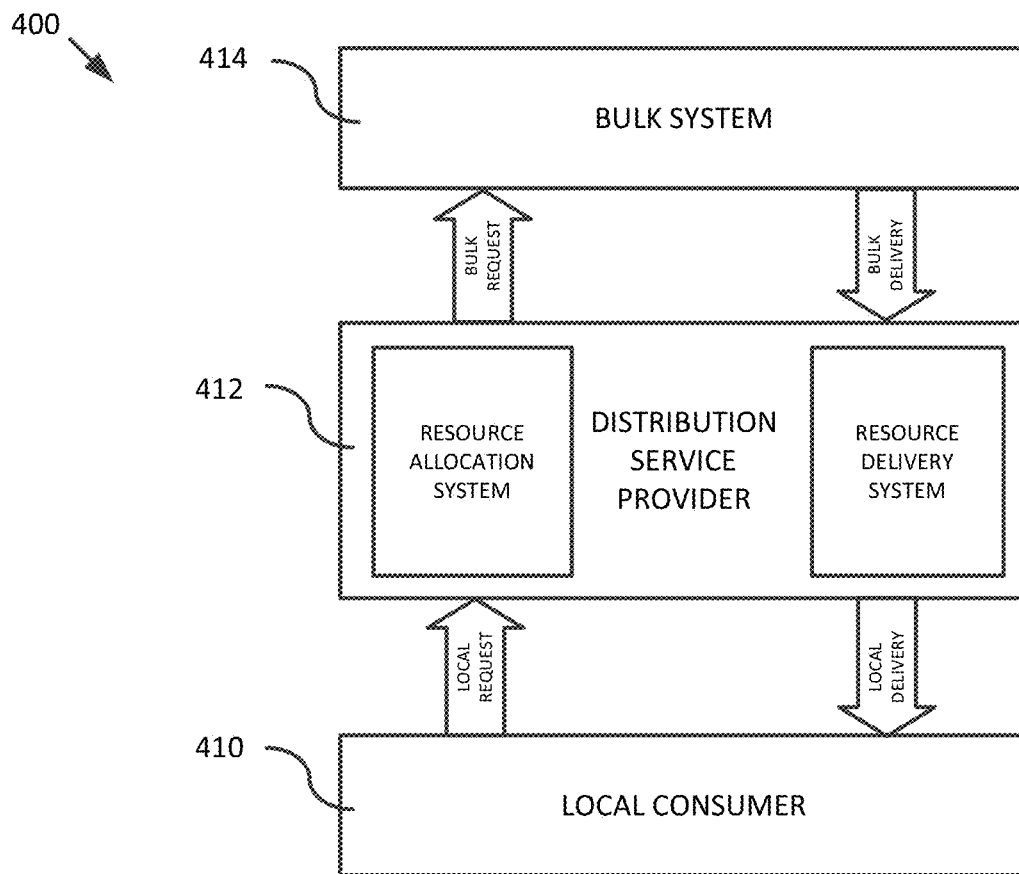 400
414
BULK SYSTEM
BULK
REQUEST
BULK
DELIVERY
412
RESOURCE
ALLOCATION
SYSTEM
DISTRIBUTION
SERVICE
PROVIDER
RESOURCE
DELIVERY
SYSTEM
LOCAL
REQUEST
LOCAL
DELIVERY
410
LOCAL CONSUMER